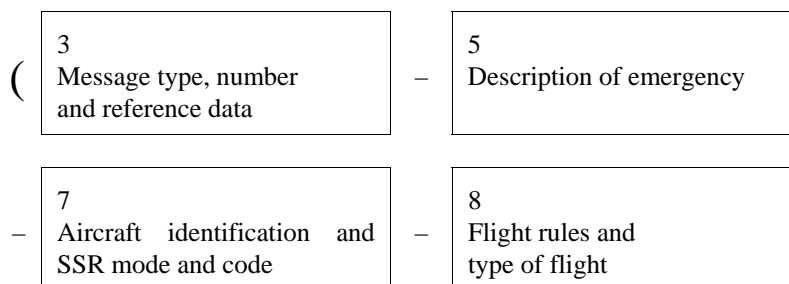 ( 3 – 5
Message type, number Description of emergency
and reference data
– 7 – 8
Aircraft identification and Flight rules and
SSR mode and code type of flight